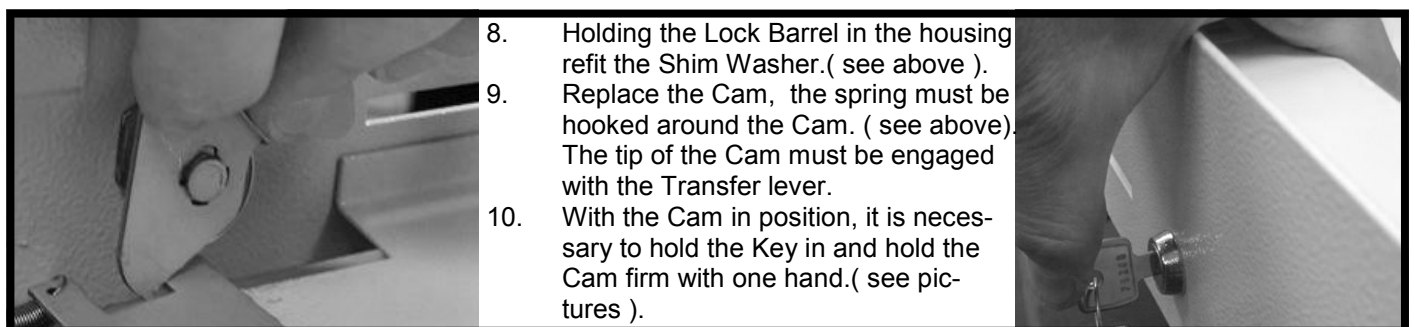 8. Holding the Lock Barrel in the housing
refit the Shim Washer.( see above ).
9. Replace the Cam, the spring must be
hooked around the Cam. ( see above).
The tip of the Cam must be engaged
with the Transfer lever.
10. With the Cam in position, it is neces-
sary to hold the Key in and hold the
Cam firm with one hand.( see pic-
tures ).